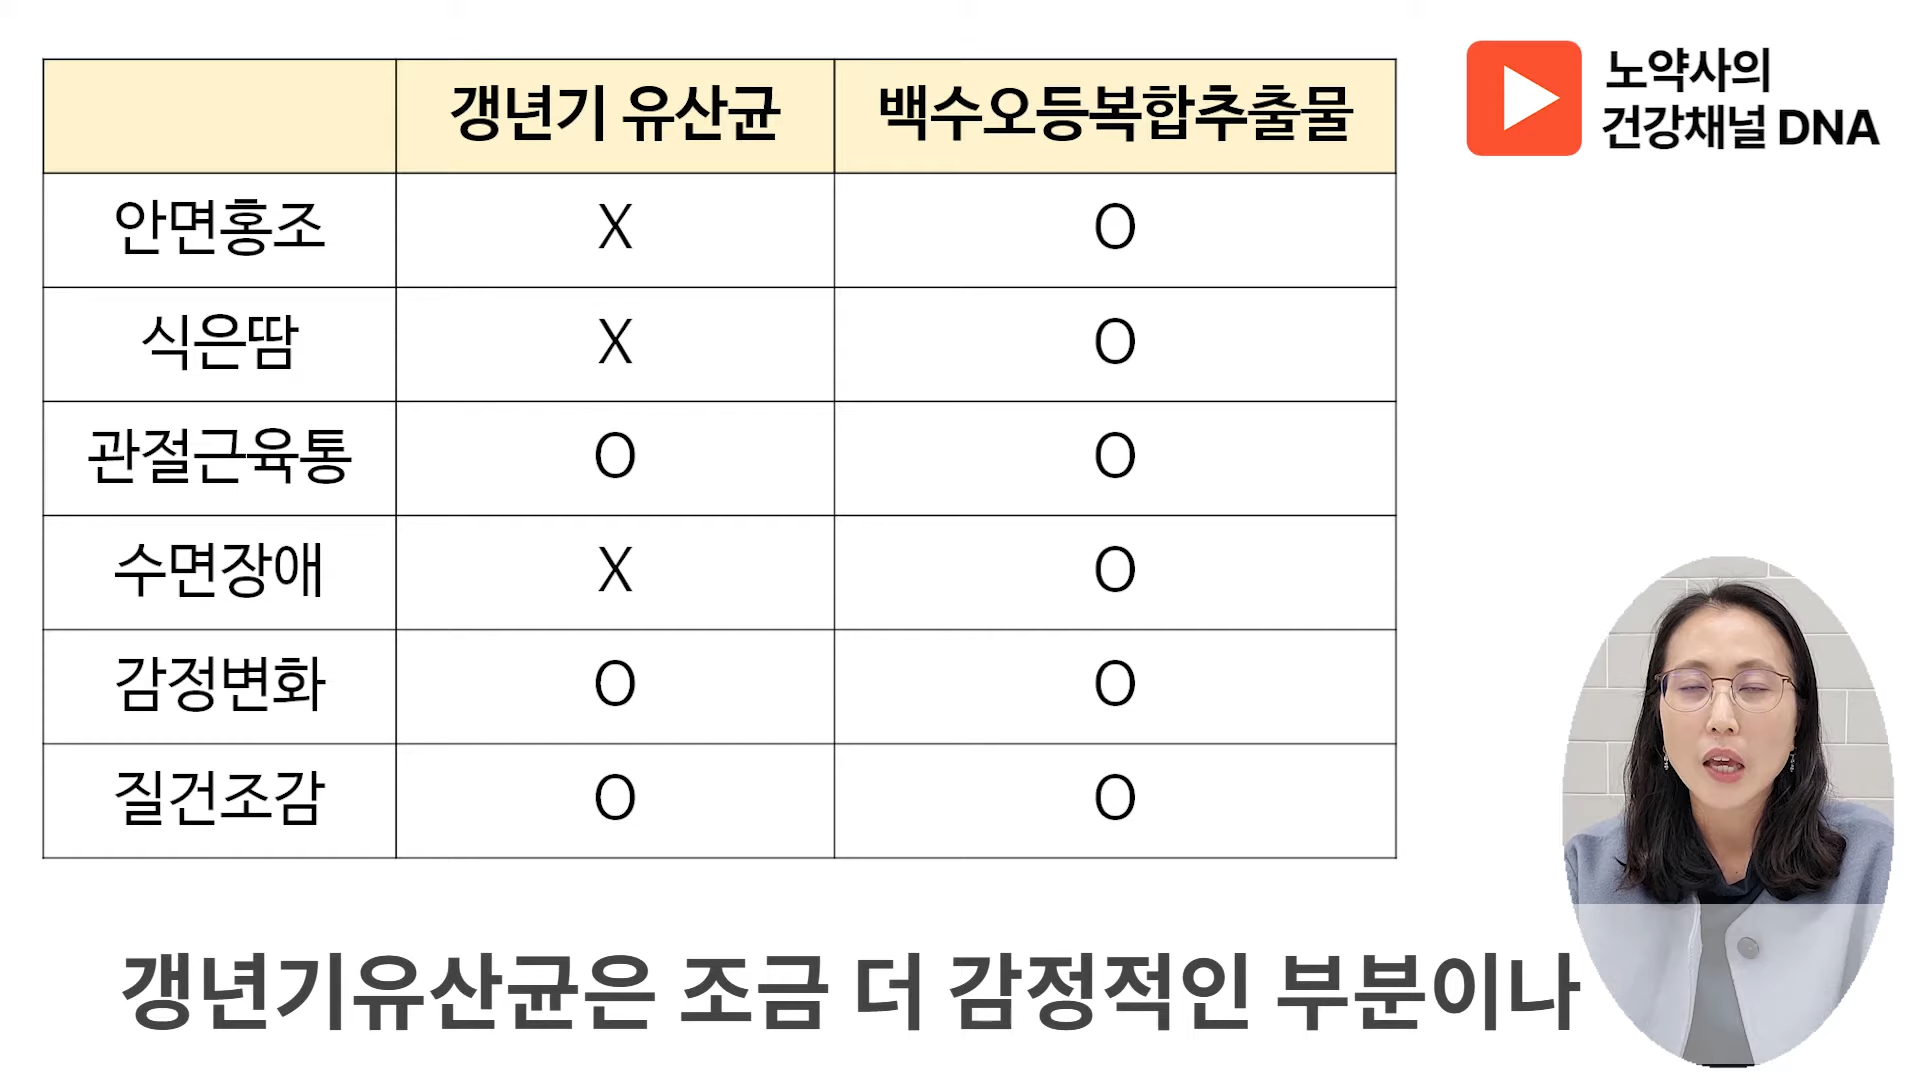 노약사의
건강채널 DNA
갱년기 유산균 백수오등복합추출물
안면홍조 X O
식은땀 X O
관절근육통 O O
수면장애 X O
감정변화 O O
질건조감 O O
갱년기유산균은 조금 더 감정적인 부분이나